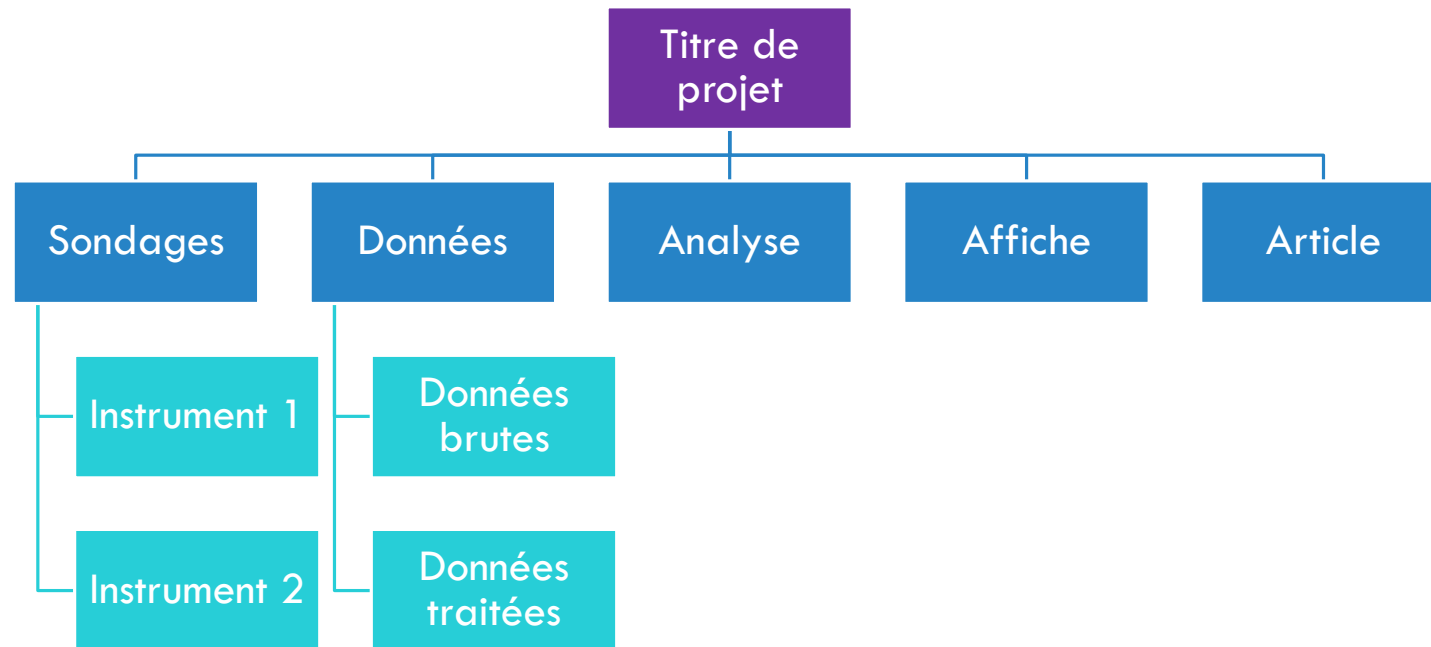 Titre de
projet
Sondages
Données
Analyse
Affiche
Article
Instrument 1
Données
brutes
Instrument 2
Données
traitées